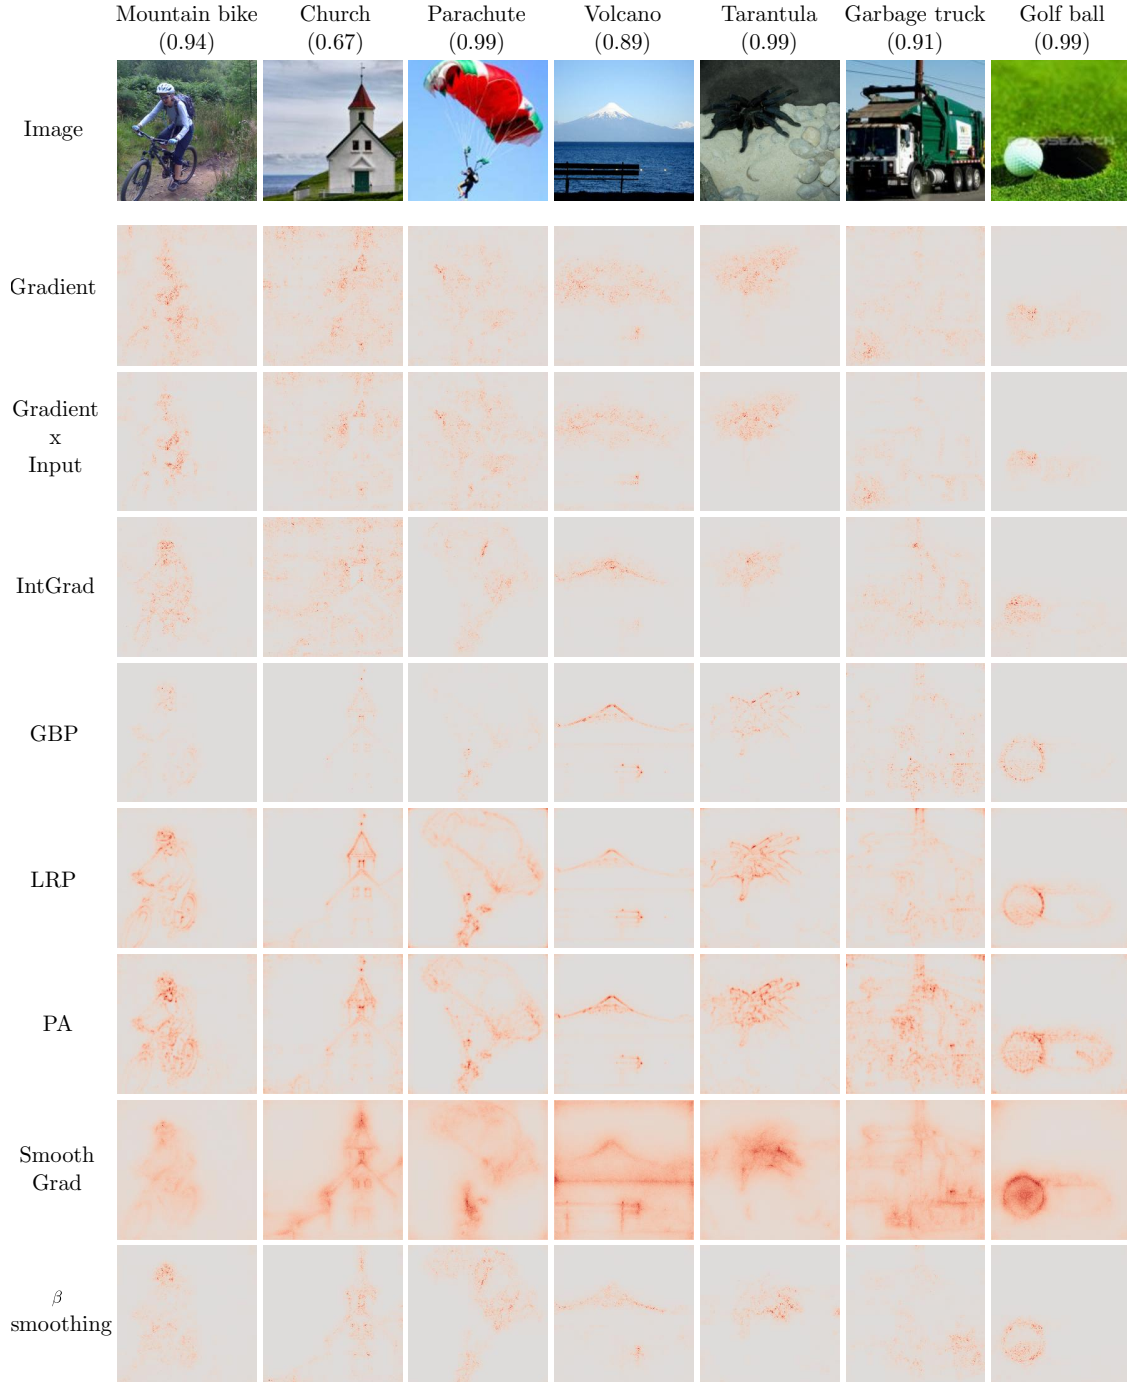 Mountain bike Church Parachute Volcano Tarantula Garbage truck Golf ball
(0.94) (0.67) (0.99) (0.89) (0.99) (0.91) (0.99)
Image
Gradient
Gradient
x
Input
IntGrad
GBP
LRP
PA
Smooth
Grad
β
smoothing